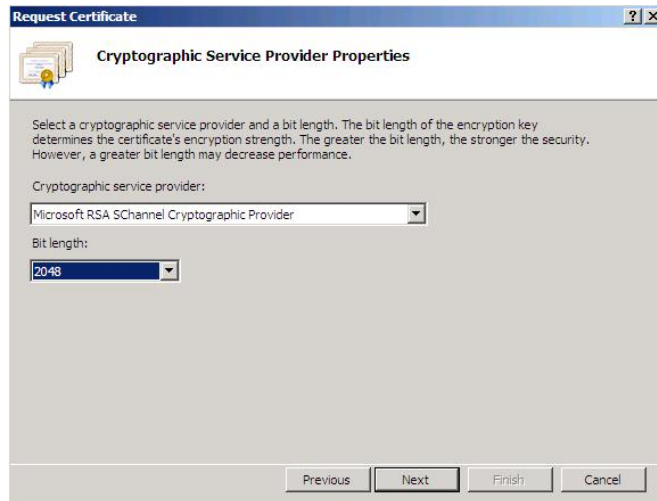 Request Certificate
Cryptographic Service Provider Properties
Select a cryptographic service provider and a bit length. The bit length of the encryption key
determines the certificate's encryption strength. The greater the bit length, the stronger the security.
However, a greater bit length may decrease performance.
Cryptographic service provider:
Microsoft RSA SChannel Cryptographic Provider
Bit length:
2048
Previous Next Finish Cancel